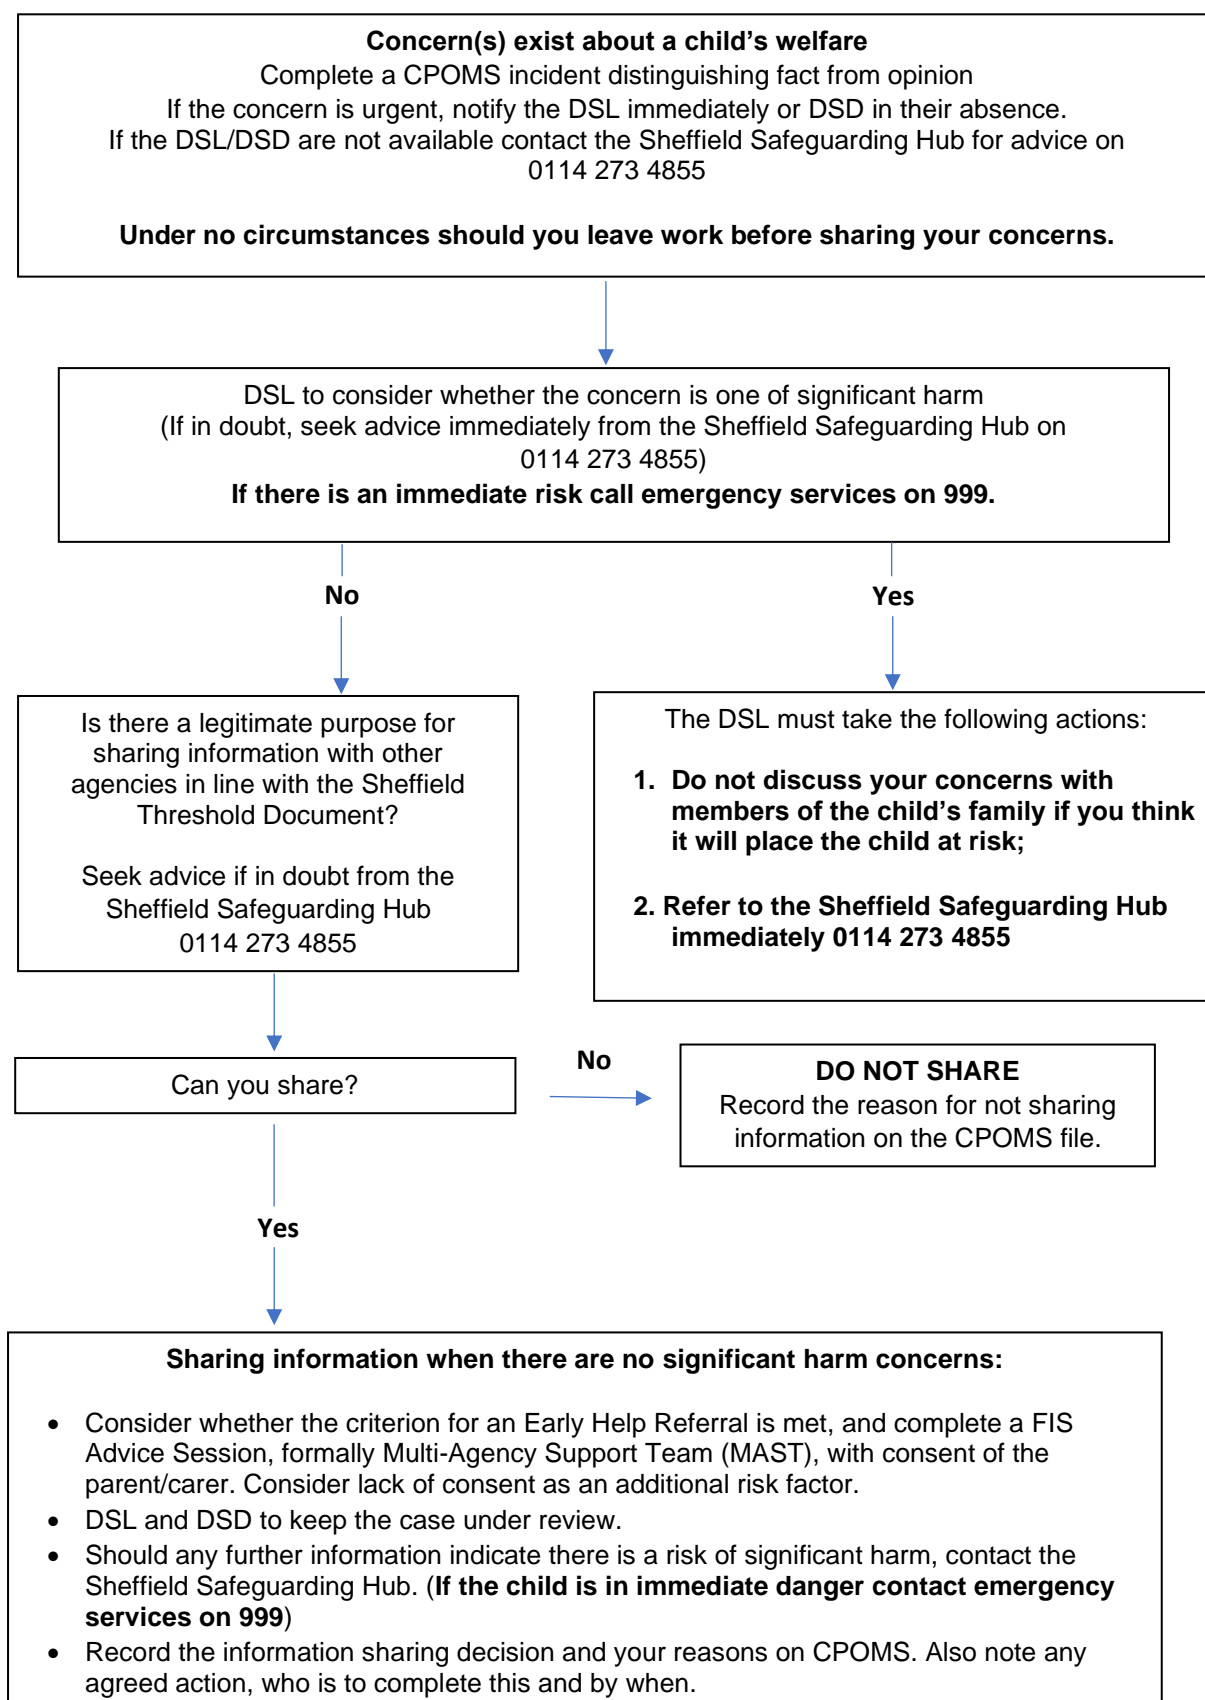 Concern(s) exist about a child’s welfare
Complete a CPOMS incident distinguishing fact from opinion
If the concern is urgent, notify the DSL immediately or DSD in their absence.
If the DSL/DSD are not available contact the Sheffield Safeguarding Hub for advice on
0114 273 4855
Under no circumstances should you leave work before sharing your concerns.
DSL to consider whether the concern is one of significant harm
(If in doubt, seek advice immediately from the Sheffield Safeguarding Hub on
0114 273 4855)
If there is an immediate risk call emergency services on 999.
No
Yes
Is there a legitimate purpose for
sharing information with other
agencies in line with the Sheffield
Threshold Document?
Seek advice if in doubt from the
Sheffield Safeguarding Hub
0114 273 4855
The DSL must take the following actions:
1. Do not discuss your concerns with
members of the child’s family if you think
it will place the child at risk;
2. Refer to the Sheffield Safeguarding Hub
immediately 0114 273 4855
Can you share?
No
DO NOT SHARE
Record the reason for not sharing
information on the CPOMS file.
Yes
Sharing information when there are no significant harm concerns:
• Consider whether the criterion for an Early Help Referral is met, and complete a FIS
Advice Session, formally Multi-Agency Support Team (MAST), with consent of the
parent/carer. Consider lack of consent as an additional risk factor.
• DSL and DSD to keep the case under review.
• Should any further information indicate there is a risk of significant harm, contact the
Sheffield Safeguarding Hub. (If the child is in immediate danger contact emergency
services on 999)
• Record the information sharing decision and your reasons on CPOMS. Also note any
agreed action, who is to complete this and by when.